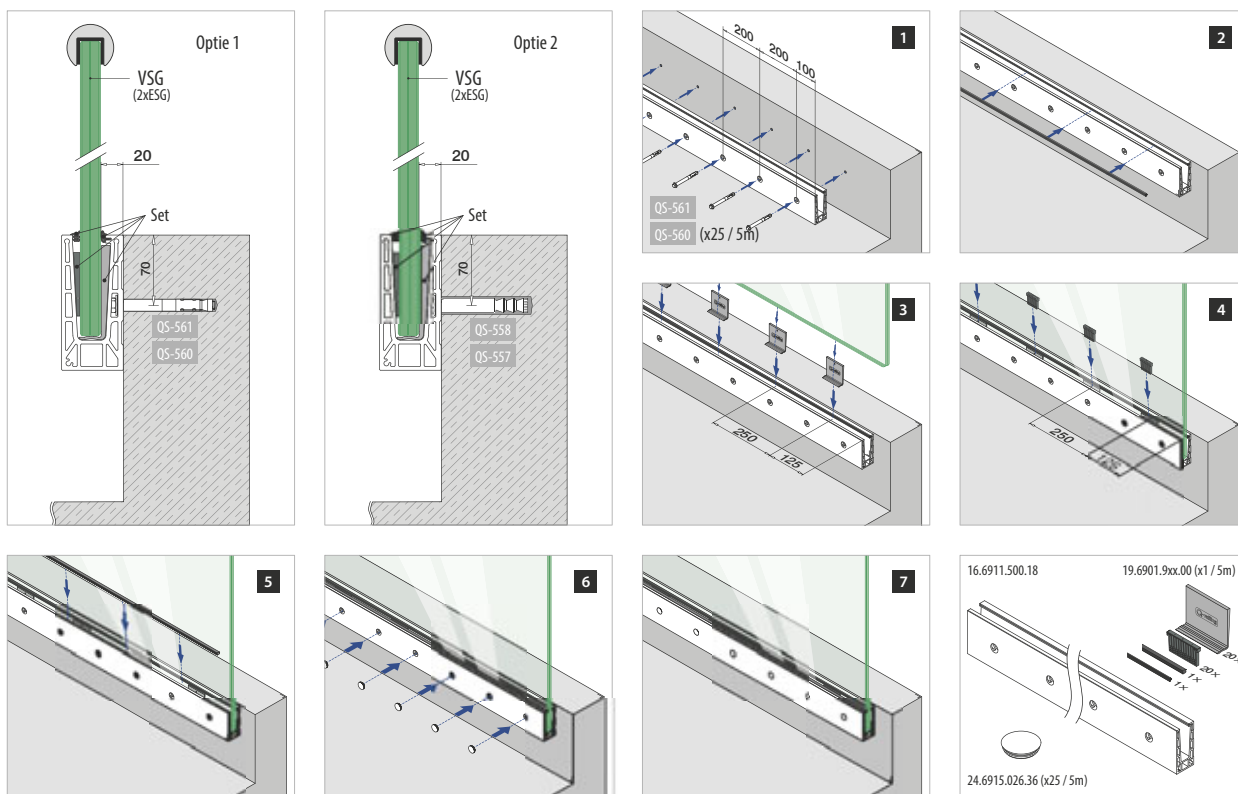 Optie 1
VSG
(2xESG)
20
Set
70
QS-561
QS-560
Optie 2
VSG
(2xESG)
20
Set
70
QS-558
QS-557
1
200
200
100
QS-561
QS-560 (x25 / 5m)
2
3
250
125
4
250
125
5
6
7
16.6911.500.18
19.6901.9xx.00 (x1 / 5m)
20x
20x
1x
1x
24.6915.026.36 (x25 / 5m)